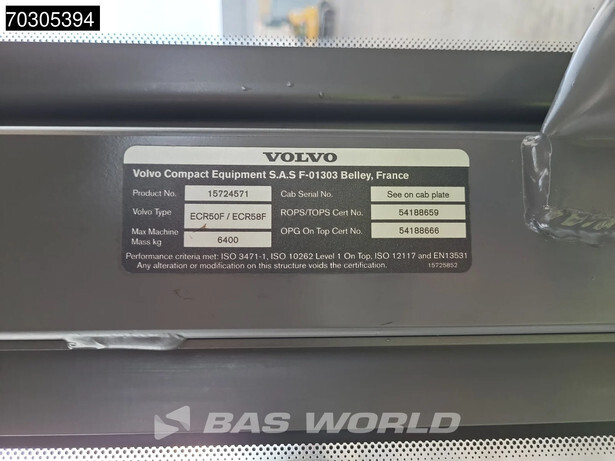 70305394
VOLVO
Volvo Compact Equipment S.A.S F-01303 Belley, France
Product No. 15724571 Cab Serial No. See on cab plate
Volvo Type ECR50F / ECR58F ROPS/TOPS Cert No. 54188659
Max Machine Mass kg 6400 OPG On Top Cert No. 54188666
Performance criteria met: ISO 3471-1, ISO 10262 Level 1 On Top, ISO 12117 and EN13531
Any alteration or modification on this structure voids the certification. 15725852
BAS WORLD